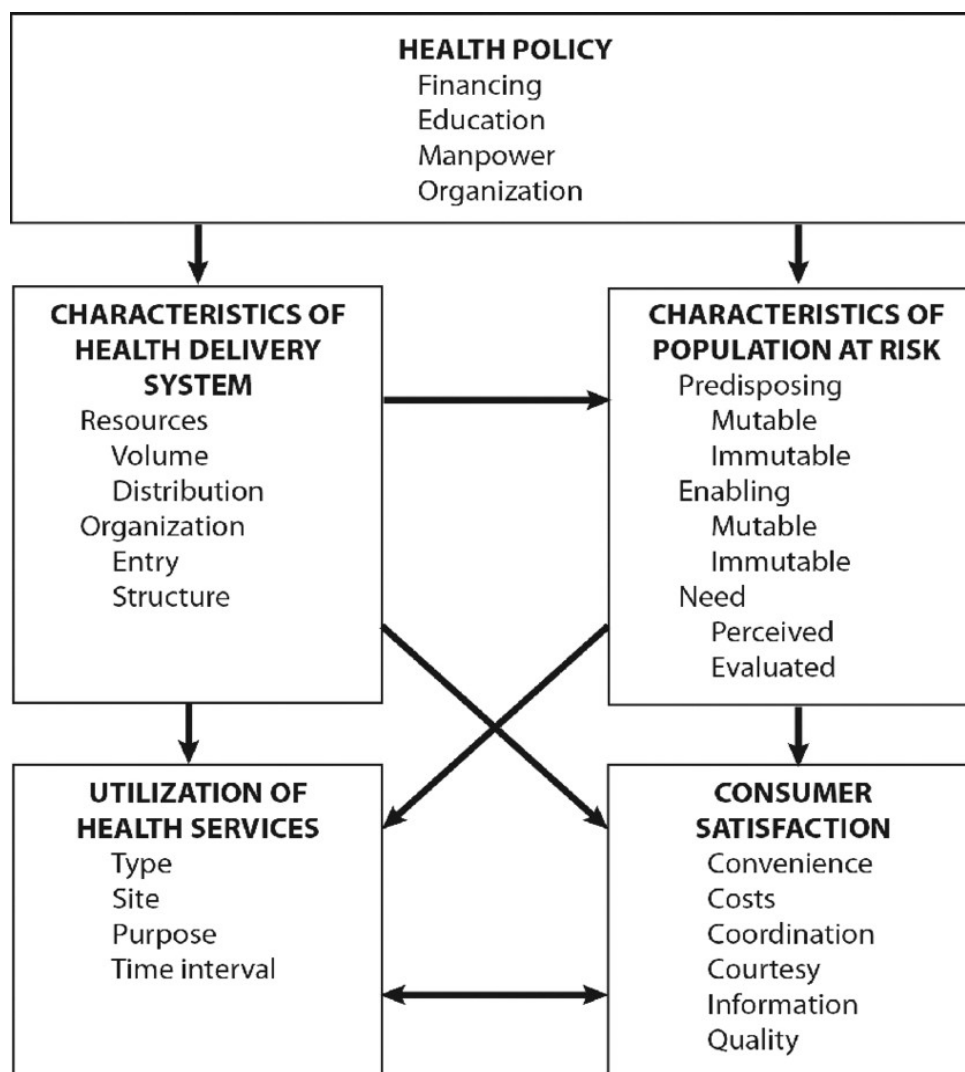 HEALTH POLICY
Financing
Education
Manpower
Organization
CHARACTERISTICS OF
HEALTH DELIVERY
SYSTEM
Resources
Volume
Distribution
Organization
Entry
Structure
CHARACTERISTICS OF
POPULATION AT RISK
Predisposing
Mutable
Immutable
Enabling
Mutable
Immutable
Need
Perceived
Evaluated
UTILIZATION OF
HEALTH SERVICES
Type
Site
Purpose
Time interval
CONSUMER
SATISFACTION
Convenience
Costs
Coordination
Courtesy
Information
Quality